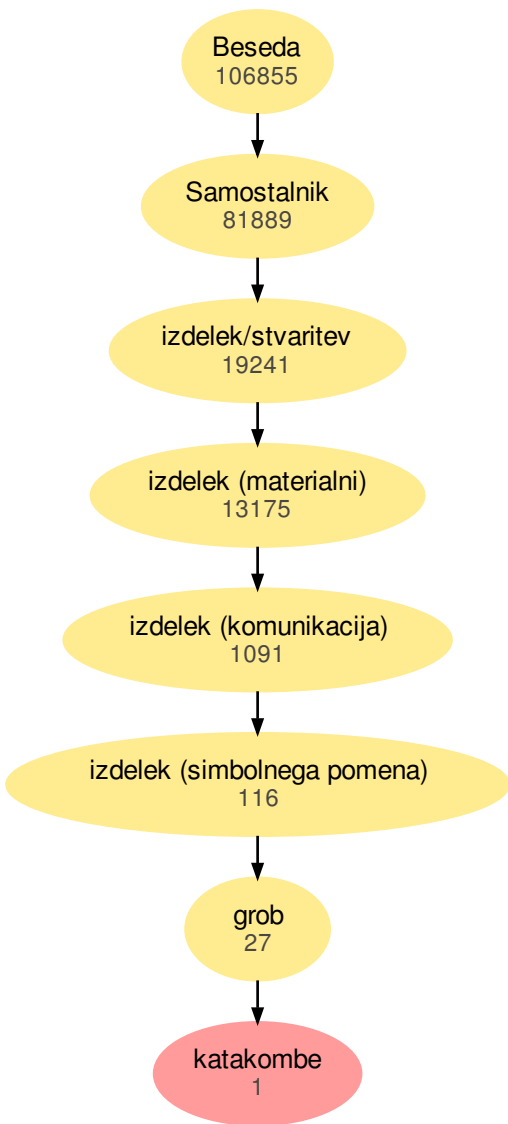 Beseda
106855
Samostalnik
81889
izdelek/stvaritev
19241
izdelek (materialni)
13175
izdelek (komunikacija)
1091
izdelek (simbolnega pomena)
116
grob
27
katakombe
1